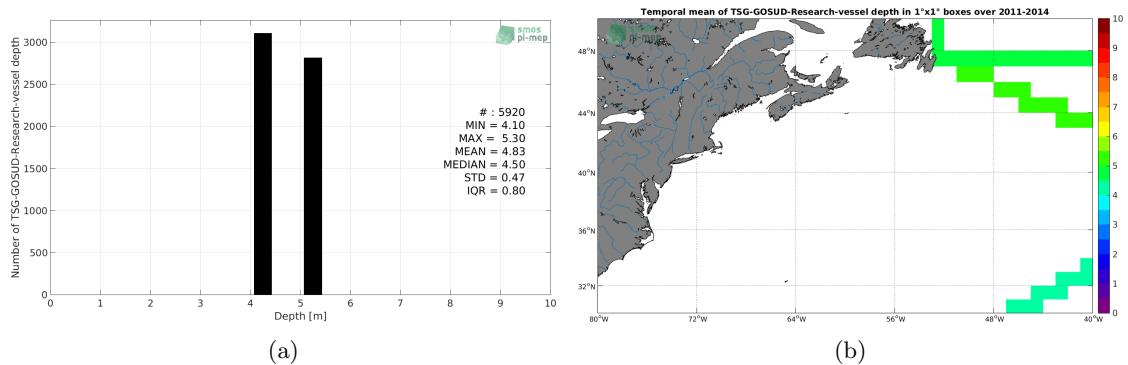 Number of TSG-GOSUD-Research-vessel depth
3000
2500
2000
1500
1000
500
0
0 1 2 3 4 5 6 7 8 9 10
Depth [m]
smos
pi-mep
# : 5920
MIN = 4.10
MAX = 5.30
MEAN = 4.83
MEDIAN = 4.50
STD = 0.47
IQR = 0.80
(a)
Temporal mean of TSG-GOSUD-Research-vessel depth in 1°x1° boxes over 2011-2014
smos
pi-mep
48°N
44°N
40°N
36°N
32°N
80°W 72°W 64°W 56°W 48°W 40°W
10
9
8
7
6
5
4
3
2
1
0
(b)